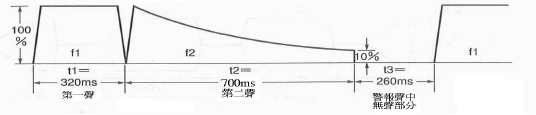 100
%
f1
f2
10%
f1
t1=
320ms
第一聲
t2=
700ms
第二聲
t3=
260ms
警報聲中
無聲部分